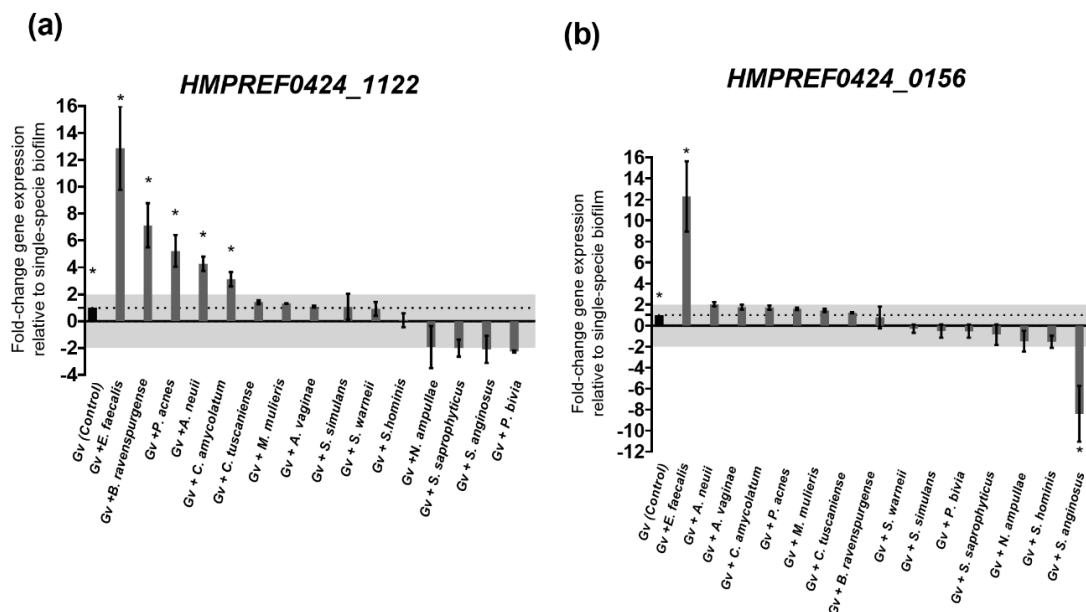 (a)
HMPREF0424_1122
Fold-change gene expression
relative to single-specie biofilm
16
14
12
10
8
6
4
2
0
-2
-4
*
*
*
*
*
*
Gv (Control)
Gv +E. faecalis
Gv +B. ravenspurgense
Gv +P. acnes
Gv +A. neuii
Gv + C. amycolatum
Gv + C. tuscaniense
Gv + M. mulieris
Gv + A. vaginae
Gv + S. simulans
Gv + S. warneii
Gv + S.hominis
Gv +N. ampullae
Gv + S. saprophyticus
Gv + S. anginosus
Gv + P. bivia
(b)
HMPREF0424_0156
Fold-change gene expression
relative to single-specie biofilm
16
14
12
10
8
6
4
2
0
-2
-4
-6
-8
-10
-12
*
*
*
Gv (Control)
Gv +E. faecalis
Gv + A. neuii
Gv + A. vaginae
Gv + C. amycolatum
Gv + P. acnes
Gv + M. mulieris
Gv + C. tuscaniense
Gv + B. ravenspurgense
Gv + S. warneii
Gv + S. simulans
Gv + P. bivia
Gv + S. saprophyticus
Gv + N. ampullae
Gv + S. hominis
Gv + S. anginosus